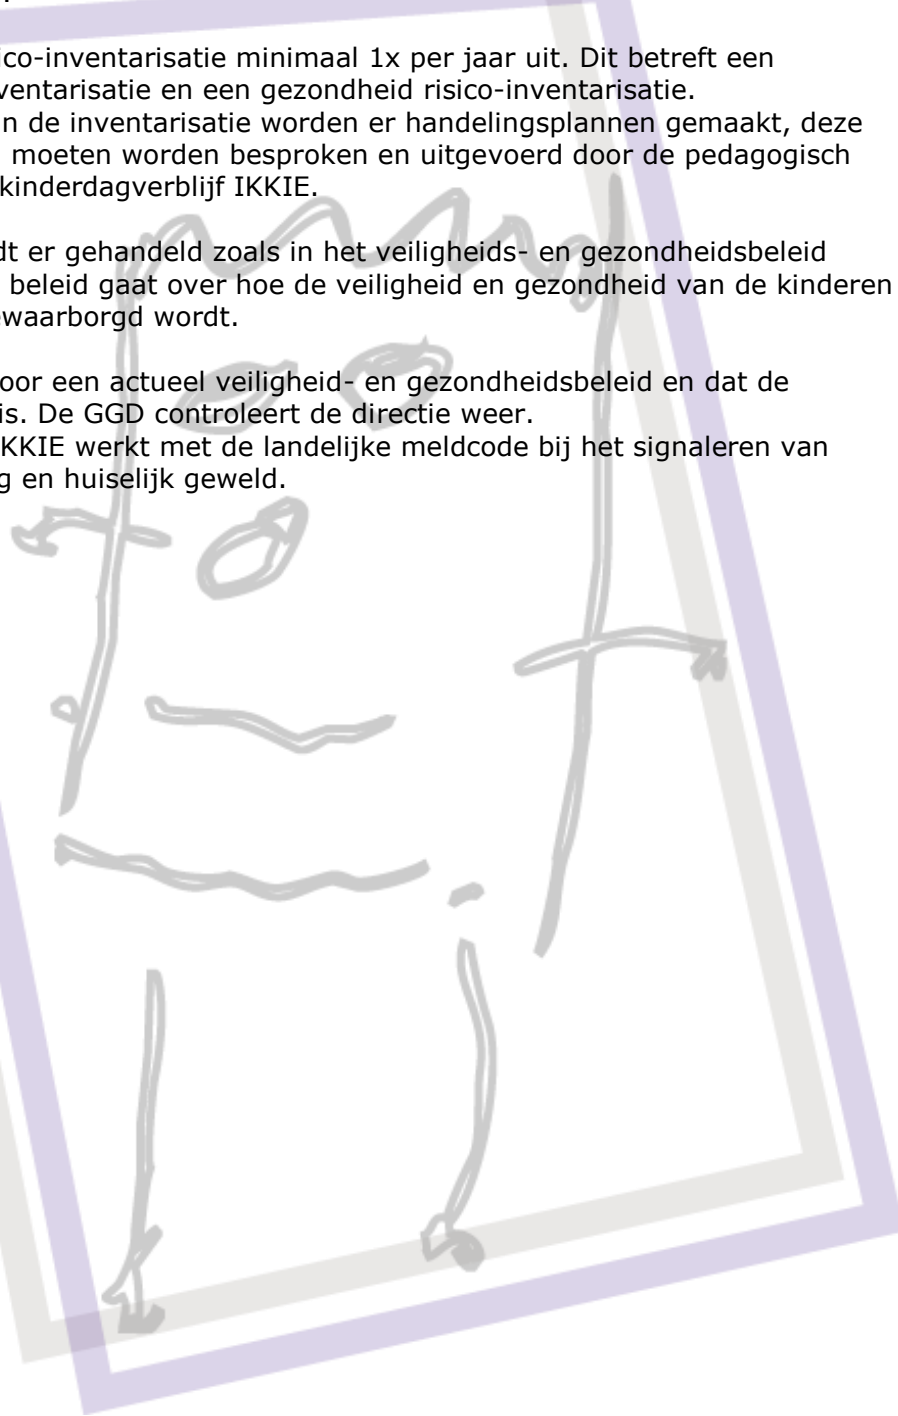 ico-inventarisatie minimaal 1x per jaar uit. Dit betreft een
ventarisatie en een gezondheid risico-inventarisatie.
n de inventarisatie worden er handelingsplannen gemaakt, deze
moeten worden besproken en uitgevoerd door de pedagogisch
kinderdagverblijf IKKIE.
dt er gehandeld zoals in het veiligheids- en gezondheidsbeleid
beleid gaat over hoe de veiligheid en gezondheid van de kinderen
ewaarborgd wordt.
oor een actueel veiligheid- en gezondheidsbeleid en dat de
is. De GGD controleert de directie weer.
KKIE werkt met de landelijke meldcode bij het signaleren van
g en huiselijk geweld.